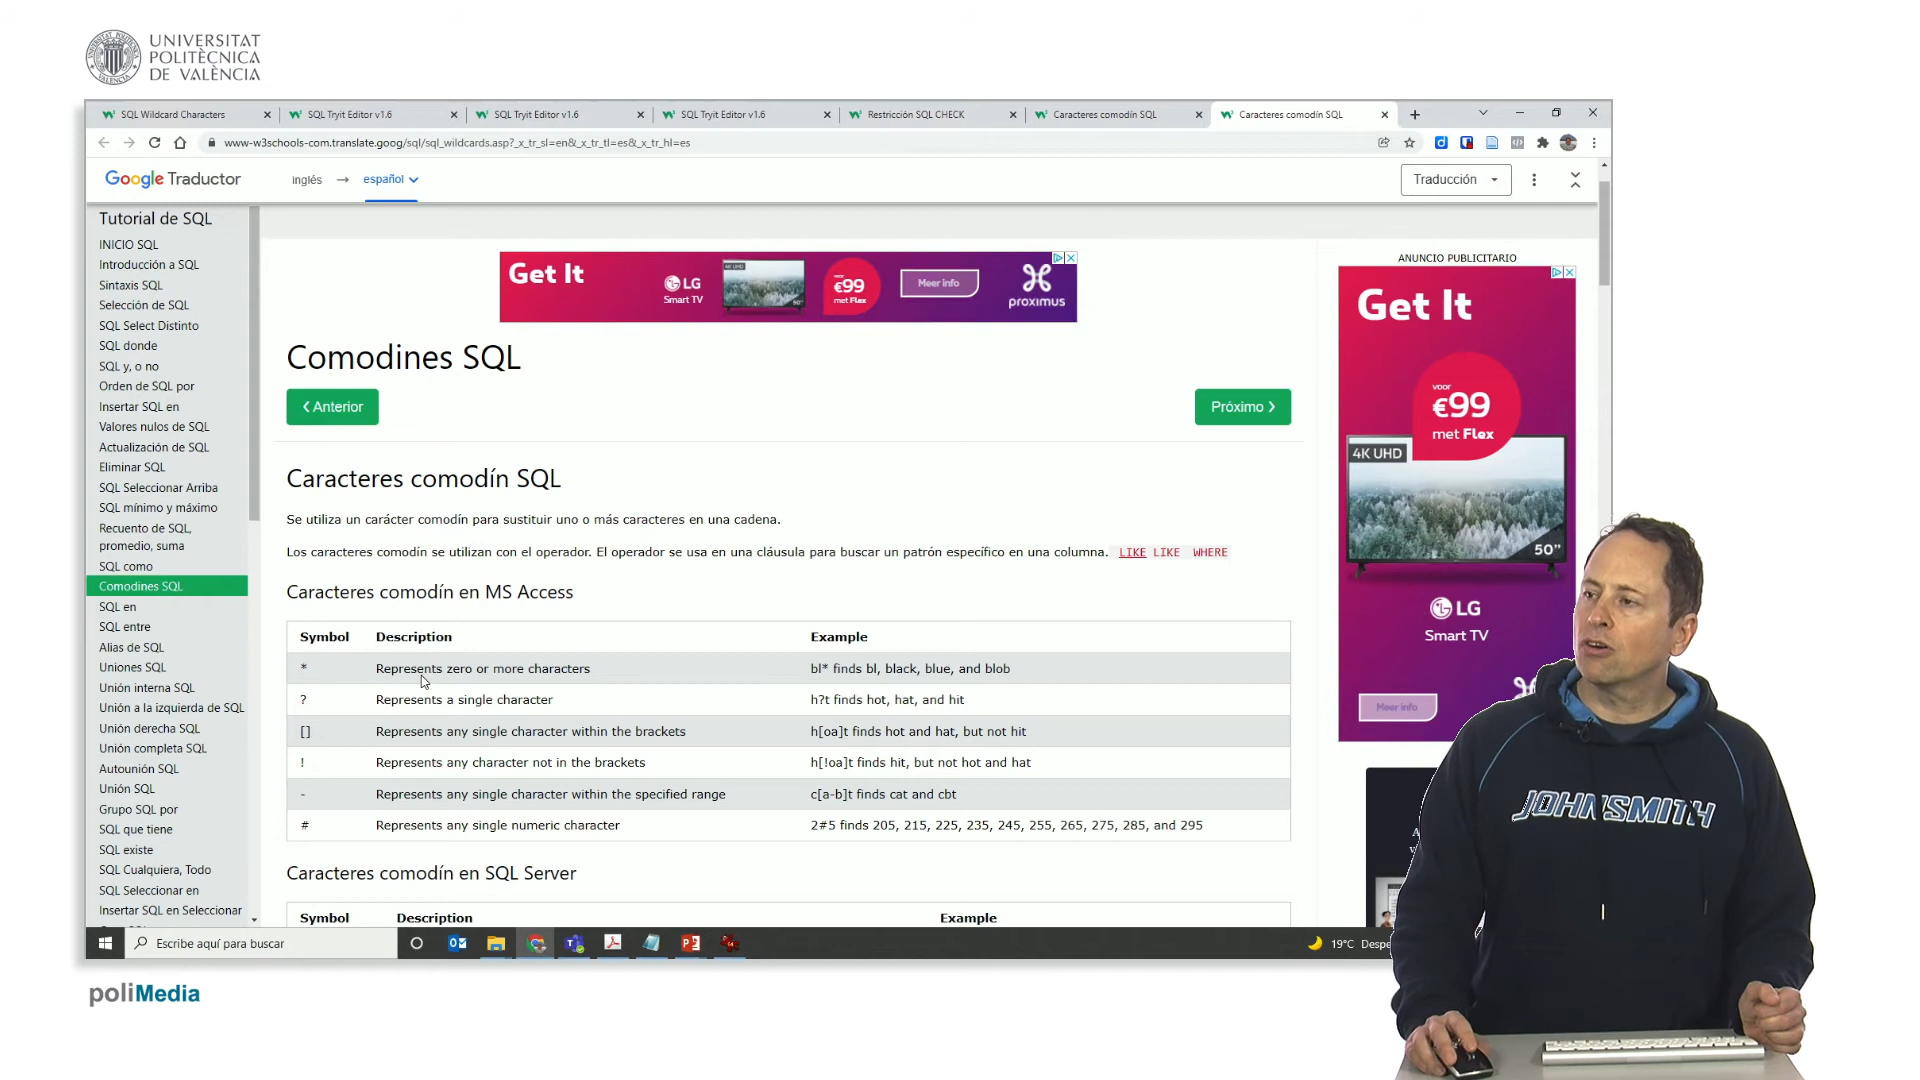 UNIVERSITAT
POLITÈCNICA
DE VALÈNCIA
SQL Wildcard Characters
SQL Tryit Editor v1.6
SQL Tryit Editor v1.6
SQL Tryit Editor v1.6
Restricción SQL CHECK
Caracteres comodín SQL
Caracteres comodín SQL
www-w3schools-com.translate.goog/sql/sql_wildcards.asp?_x_tr_sl=en&_x_tr_tl=es&_x_tr_hl=es
Google Traductor
inglés → español
Traducción
Tutorial de SQL
INICIO SQL
Introducción a SQL
Sintaxis SQL
Selección de SQL
SQL Select Distinto
SQL donde
SQL y, o no
Orden de SQL por
Insertar SQL en
Valores nulos de SQL
Actualización de SQL
Eliminar SQL
SQL Seleccionar Arriba
SQL mínimo y máximo
Recuento de SQL,
promedio, suma
SQL como
Comodines SQL
SQL en
SQL entre
Alias de SQL
Uniones SQL
Unión interna SQL
Unión a la izquierda de SQL
Unión derecha SQL
Unión completa SQL
Autounión SQL
Unión SQL
Grupo SQL por
SQL que tiene
SQL existe
SQL Cualquiera, Todo
SQL Seleccionar en
Insertar SQL en Seleccionar
Get It
LG
Smart TV
4K UHD
50"
voor
€99
met Flex
Meer info
proximus
Comodines SQL
❮ Anterior
Próximo ❯
Caracteres comodín SQL
Se utiliza un carácter comodín para sustituir uno o más caracteres en una cadena.
Los caracteres comodín se utilizan con el operador. El operador se usa en una cláusula para buscar un patrón específico en una columna. LIKE LIKE WHERE
Caracteres comodín en MS Access
Symbol Description Example
* Represents zero or more characters bl* finds bl, black, blue, and blob
? Represents a single character h?t finds hot, hat, and hit
[] Represents any single character within the brackets h[oa]t finds hot and hat, but not hit
! Represents any character not in the brackets h[!oa]t finds hit, but not hot and hat
- Represents any single character within the specified range c[a-b]t finds cat and cbt
# Represents any single numeric character 2#5 finds 205, 215, 225, 235, 245, 255, 265, 275, 285, and 295
Caracteres comodín en SQL Server
Symbol Description Example
ANUNCIO PUBLICITARIO
Get It
voor
€99
met Flex
4K UHD
50"
LG
Smart TV
Meer info
JOHNSMITH
Escribe aquí para buscar
19°C Despe
poliMedia